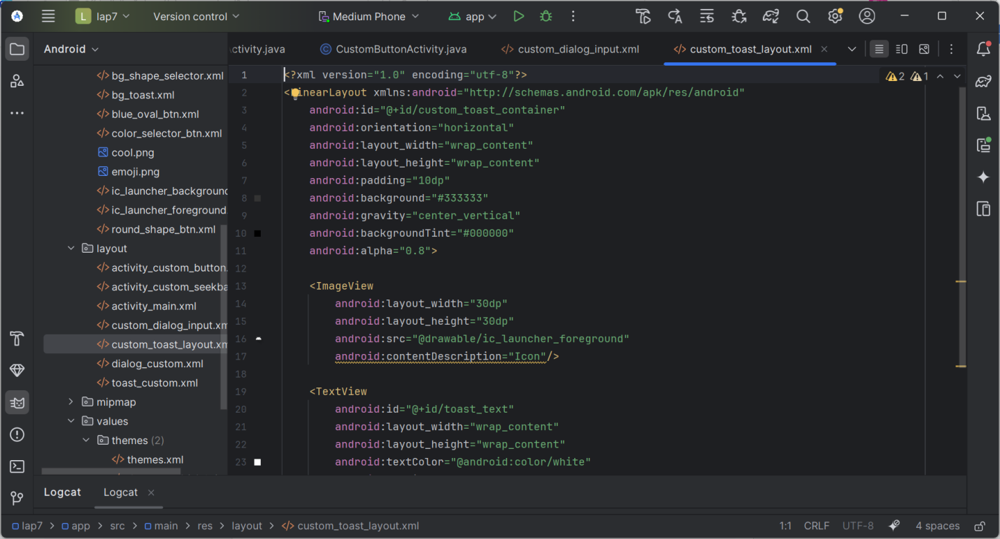 L lap7 Version control Medium Phone app
Android
ctivity.java CustomButtonActivity.java custom_dialog_input.xml custom_toast_layout.xml
bg_shape_selector.xml
bg_toast.xml
blue_oval_btn.xml
color_selector_btn.xml
cool.png
emoji.png
ic_launcher_background
ic_launcher_foreground.
round_shape_btn.xml
layout
activity_custom_button.
activity_custom_seekba
activity_main.xml
custom_dialog_input.xm
custom_toast_layout.xm
dialog_custom.xml
toast_custom.xml
mipmap
values
themes (2)
themes.xml
2 1
1 <?xml version="1.0" encoding="utf-8"?>
2 <LinearLayout xmlns:android="http://schemas.android.com/apk/res/android"
3 android:id="@+id/custom_toast_container"
4 android:orientation="horizontal"
5 android:layout_width="wrap_content"
6 android:layout_height="wrap_content"
7 android:padding="10dp"
8 android:background="#333333"
9 android:gravity="center_vertical"
10 android:backgroundTint="#000000"
11 android:alpha="0.8">
12
13 <ImageView
14 android:layout_width="30dp"
15 android:layout_height="30dp"
16 android:src="@drawable/ic_launcher_foreground"
17 android:contentDescription="Icon"/>
18
19 <TextView
20 android:id="@+id/toast_text"
21 android:layout_width="wrap_content"
22 android:layout_height="wrap_content"
23 android:textColor="@android:color/white"
Logcat Logcat
lap7 > app > src > main > res > layout > custom_toast_layout.xml 1:1 CRLF UTF-8 4 spaces